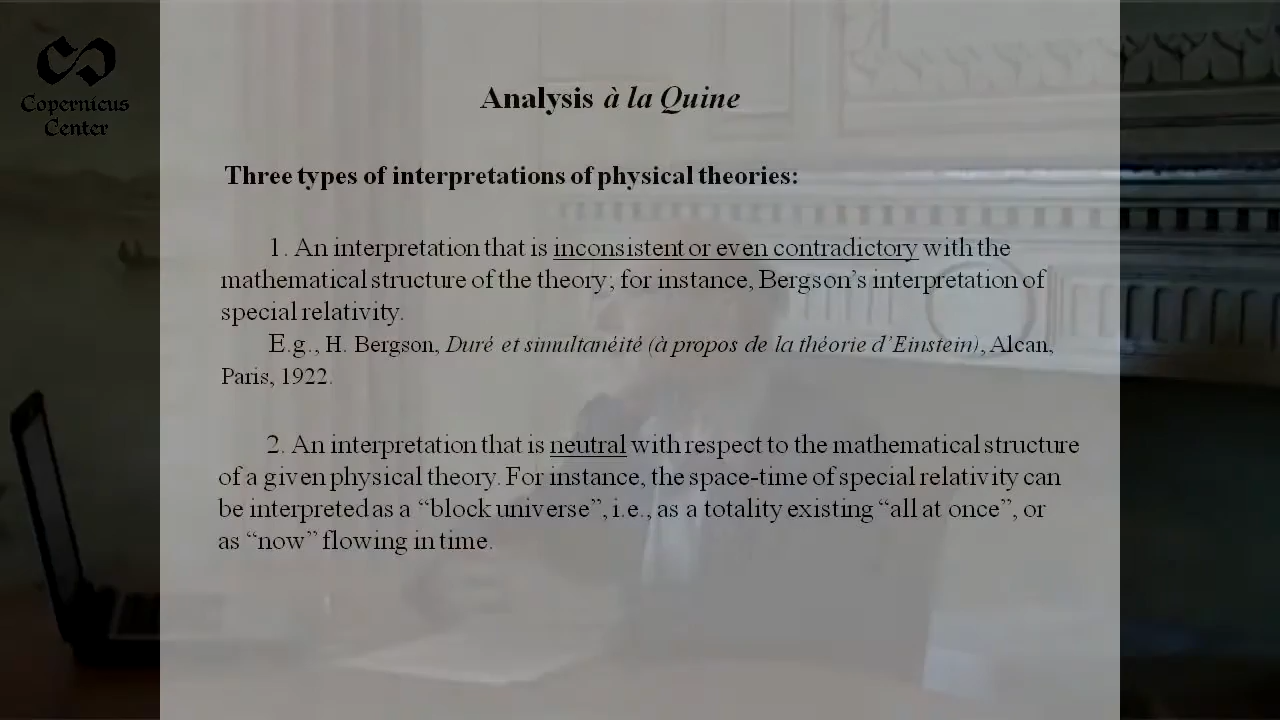 Copernicus
Center
Analysis à la Quine
Three types of interpretations of physical theories:
1. An interpretation that is inconsistent or even contradictory with the
mathematical structure of the theory; for instance, Bergson’s interpretation of
special relativity.
E.g., H. Bergson, Duré et simultanéité (à propos de la théorie d’Einstein), Alcan,
Paris, 1922.
2. An interpretation that is neutral with respect to the mathematical structure
of a given physical theory. For instance, the space-time of special relativity can
be interpreted as a “block universe”, i.e., as a totality existing “all at once”, or
as “now” flowing in time.